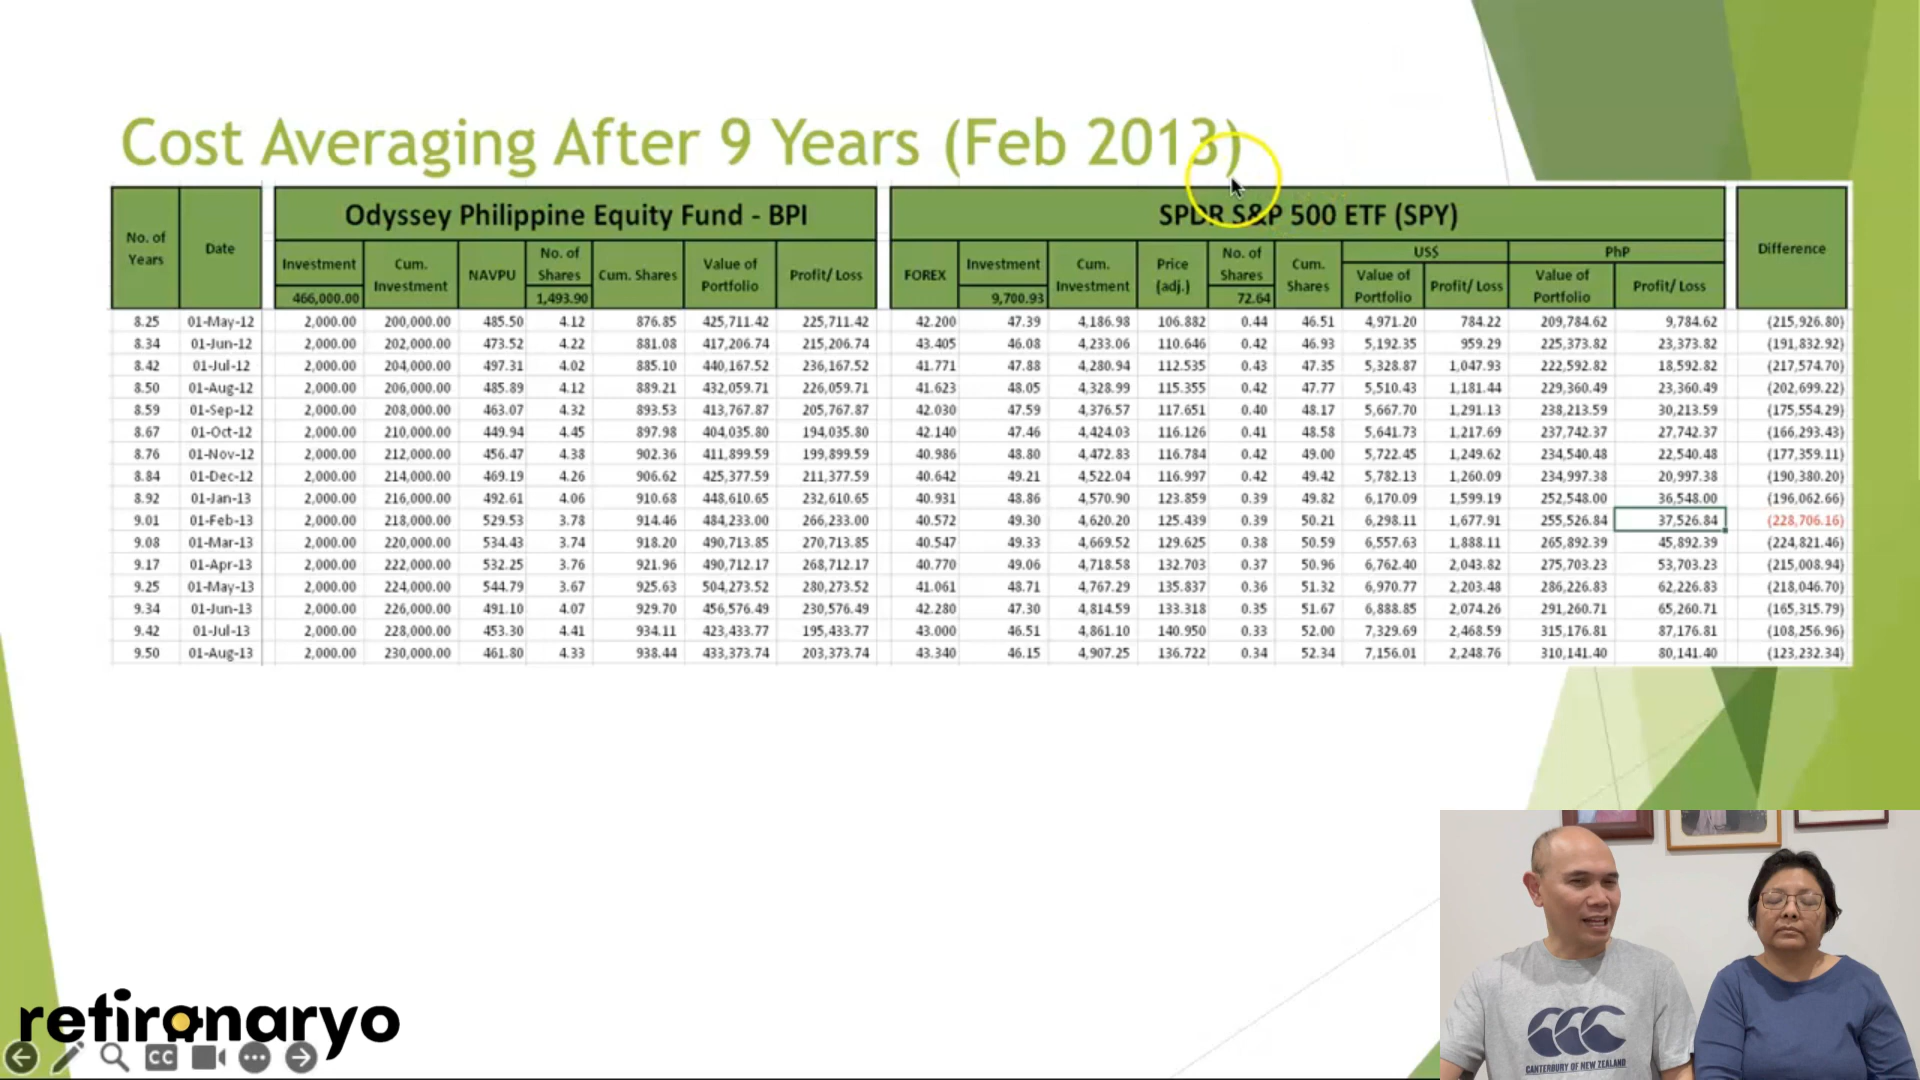 Cost Averaging After 9 Years (Feb 2013)
No. of Years Date Odyssey Philippine Equity Fund - BPI SPDR S&P 500 ETF (SPY) Difference
Investment Cum. Investment NAVPU No. of Shares Cum. Shares Value of Portfolio Profit/ Loss FOREX Investment Cum. Investment Price (adj.) No. of Shares Cum. Shares US$ PhP
Value of Portfolio Profit/ Loss Value of Portfolio Profit/ Loss
466,000.00 1,493.90 9,700.93 72.64
8.25 01-May-12 2,000.00 200,000.00 485.50 4.12 876.85 425,711.42 225,711.42 42.200 47.39 4,186.98 106.882 0.44 46.51 4,971.20 784.22 209,784.62 9,784.62 (215,926.80)
8.34 01-Jun-12 2,000.00 202,000.00 473.52 4.22 881.08 417,206.74 215,206.74 43.405 46.08 4,233.06 110.646 0.42 46.93 5,192.35 959.29 225,373.82 23,373.82 (191,832.92)
8.42 01-Jul-12 2,000.00 204,000.00 497.31 4.02 885.10 440,167.52 236,167.52 41.771 47.88 4,280.94 112.535 0.43 47.35 5,328.87 1,047.93 222,592.82 18,592.82 (217,574.70)
8.50 01-Aug-12 2,000.00 206,000.00 485.89 4.12 889.21 432,059.71 226,059.71 41.623 48.05 4,328.99 115.355 0.42 47.77 5,510.43 1,181.44 229,360.49 23,360.49 (202,699.22)
8.59 01-Sep-12 2,000.00 208,000.00 463.07 4.32 893.53 413,767.87 205,767.87 42.030 47.59 4,376.57 117.651 0.40 48.17 5,667.70 1,291.13 238,213.59 30,213.59 (175,554.29)
8.67 01-Oct-12 2,000.00 210,000.00 449.94 4.45 897.98 404,035.80 194,035.80 42.140 47.46 4,424.03 116.126 0.41 48.58 5,641.73 1,217.69 237,742.37 27,742.37 (166,293.43)
8.76 01-Nov-12 2,000.00 212,000.00 456.47 4.38 902.36 411,899.59 199,899.59 40.986 48.80 4,472.83 116.784 0.42 49.00 5,722.45 1,249.62 234,540.48 22,540.48 (177,359.11)
8.84 01-Dec-12 2,000.00 214,000.00 469.19 4.26 906.62 425,377.59 211,377.59 40.642 49.21 4,522.04 116.997 0.42 49.42 5,782.13 1,260.09 234,997.38 20,997.38 (190,380.20)
8.92 01-Jan-13 2,000.00 216,000.00 492.61 4.06 910.68 448,610.65 232,610.65 40.931 48.86 4,570.90 123.859 0.39 49.82 6,170.09 1,599.19 252,548.00 36,548.00 (196,062.66)
9.01 01-Feb-13 2,000.00 218,000.00 529.53 3.78 914.46 484,233.00 266,233.00 40.572 49.30 4,620.20 125.439 0.39 50.21 6,298.11 1,677.91 255,526.84 37,526.84 (228,706.16)
9.08 01-Mar-13 2,000.00 220,000.00 534.43 3.74 918.20 490,713.85 270,713.85 40.547 49.33 4,669.52 129.625 0.38 50.59 6,557.63 1,888.11 265,892.39 45,892.39 (224,821.46)
9.17 01-Apr-13 2,000.00 222,000.00 532.25 3.76 921.96 490,712.17 268,712.17 40.770 49.06 4,718.58 132.703 0.37 50.96 6,762.40 2,043.82 275,703.23 53,703.23 (215,008.94)
9.25 01-May-13 2,000.00 224,000.00 544.79 3.67 925.63 504,273.52 280,273.52 41.061 48.71 4,767.29 135.837 0.36 51.32 6,970.77 2,203.48 286,226.83 62,226.83 (218,046.70)
9.34 01-Jun-13 2,000.00 226,000.00 491.10 4.07 929.70 456,576.49 230,576.49 42.280 47.30 4,814.59 133.318 0.35 51.67 6,888.85 2,074.26 291,260.71 65,260.71 (165,315.79)
9.42 01-Jul-13 2,000.00 228,000.00 453.30 4.41 934.11 423,433.77 195,433.77 43.000 46.51 4,861.10 140.950 0.33 52.00 7,329.69 2,468.59 315,176.81 87,176.81 (108,256.96)
9.50 01-Aug-13 2,000.00 230,000.00 461.80 4.33 938.44 433,373.74 203,373.74 43.340 46.15 4,907.25 136.722 0.34 52.34 7,156.01 2,248.76 310,141.40 80,141.40 (123,232.34)
retironaryo
CC
CANTERBURY OF NEW ZEALAND